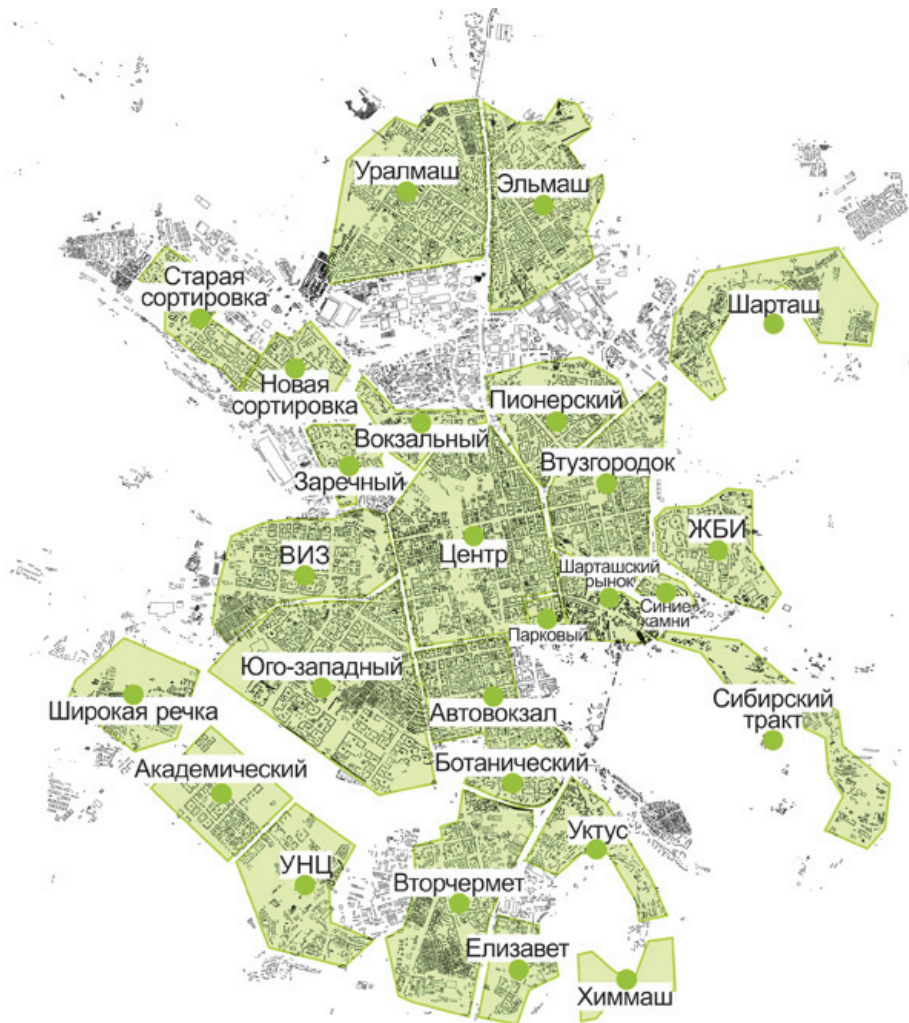 Уралмаш
Эльмаш
Старая
сортировка
Шарташ
Новая
сортировка
Пионерский
Вокзальный
Втузгородок
Заречный
ВИЗ
Центр
ЖБИ
Шарташский
рынок
Синие
камни
Парковый
Юго-западный
Широкая речка
Автовокзал
Сибирский
тракт
Академический
Ботанический
Уктус
УНЦ
Вторчермет
Елизавет
Химмаш